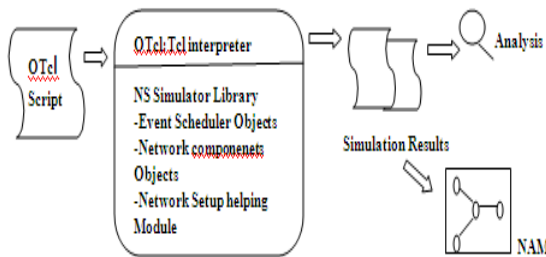 OTcl
Script
OTcl:Tcl interpreter
NS Simulator Library
-Event Scheduler Objects
-Network componenets
Objects
-Network Setup helping
Module
Simulation Results
Analysis
NAM